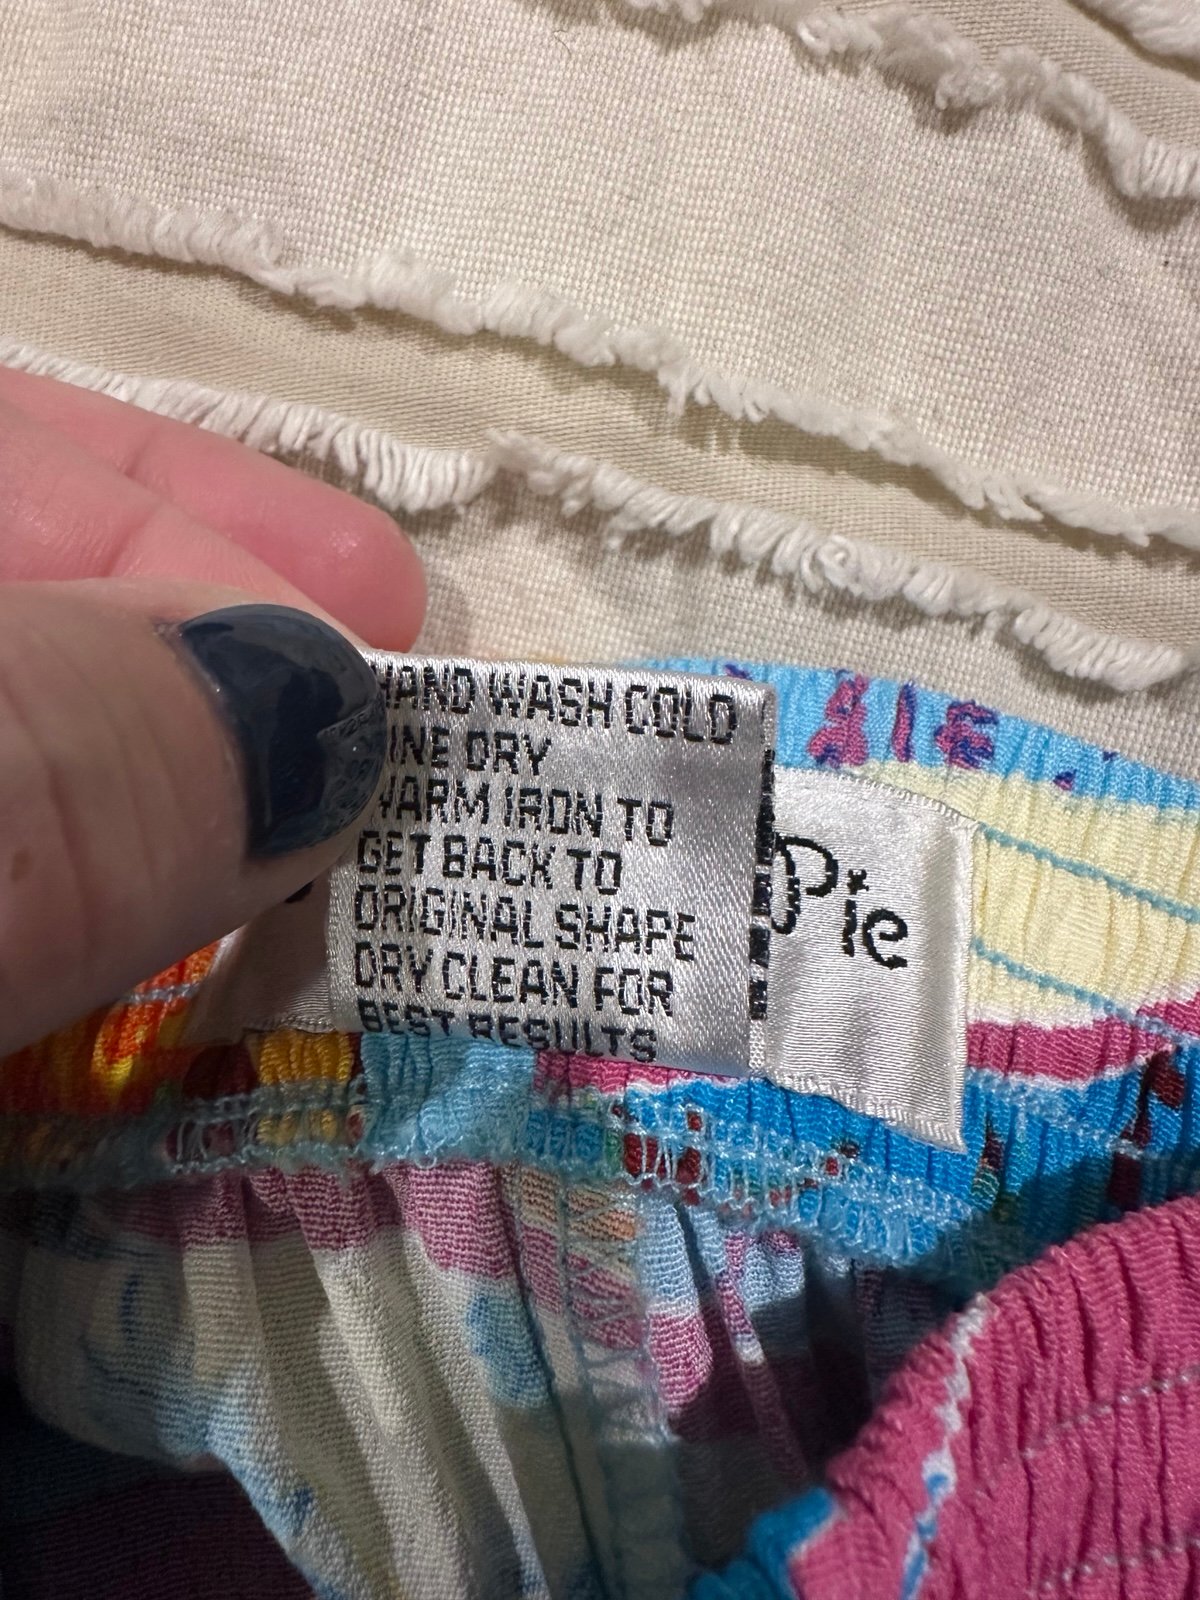 HAND WASH COLD
LINE DRY
WARM IRON TO
GET BACK TO
ORIGINAL SHAPE
DRY CLEAN FOR
BEST RESULTS
Pie